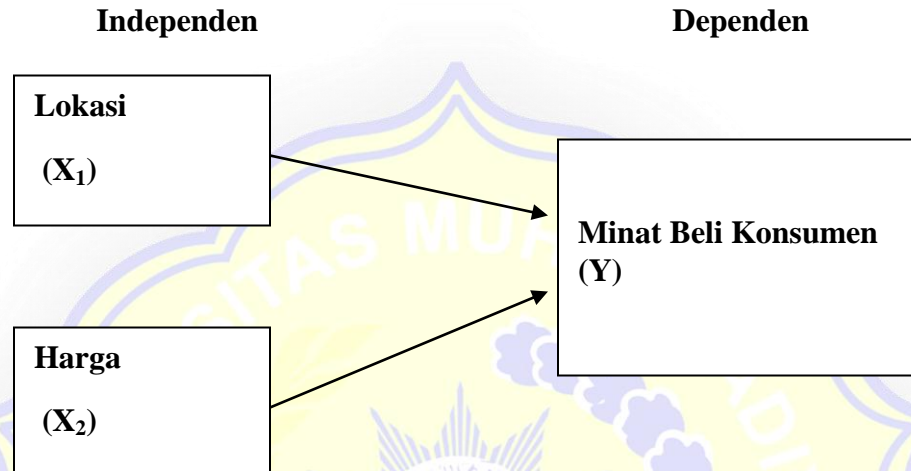 Independen
Dependen
Lokasi
(X₁)
Minat Beli Konsumen
(Y)
Harga
(X₂)